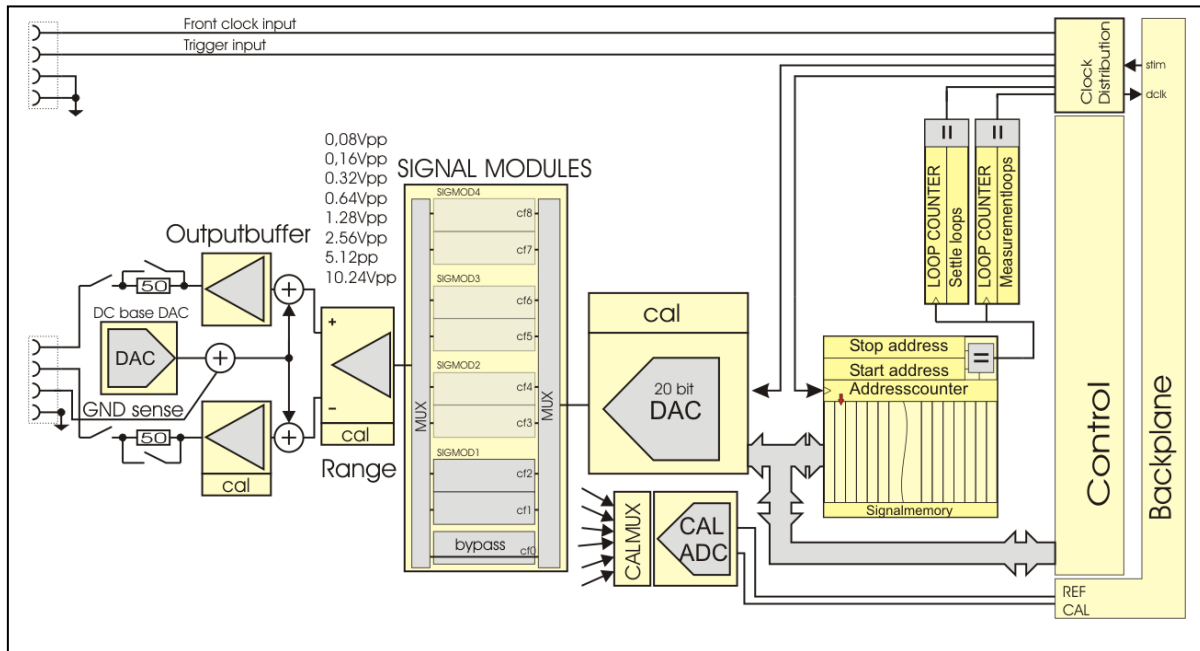 Front clock input
Trigger input
Clock
Distribution
stim
dclk
0,08Vpp
0,16Vpp
0.32Vpp
0.64Vpp
1.28Vpp
2.56Vpp
5.12pp
10.24Vpp
SIGNAL MODULES
SIGMOD4
cf8
cf7
SIGMOD3
cf6
cf5
SIGMOD2
cf4
cf3
SIGMOD1
cf2
cf1
bypass
cf0
MUX
MUX
Outputbuffer
50
DC base DAC
DAC
GND sense
50
cal
+
−
cal
Range
cal
20 bit
DAC
CALMUX
CAL
ADC
=
LOOP COUNTER
Settle loops
=
LOOP COUNTER
Measurementloops
Stop address
Start address
=
Addresscounter
Signalmemory
Control
Backplane
REF
CAL